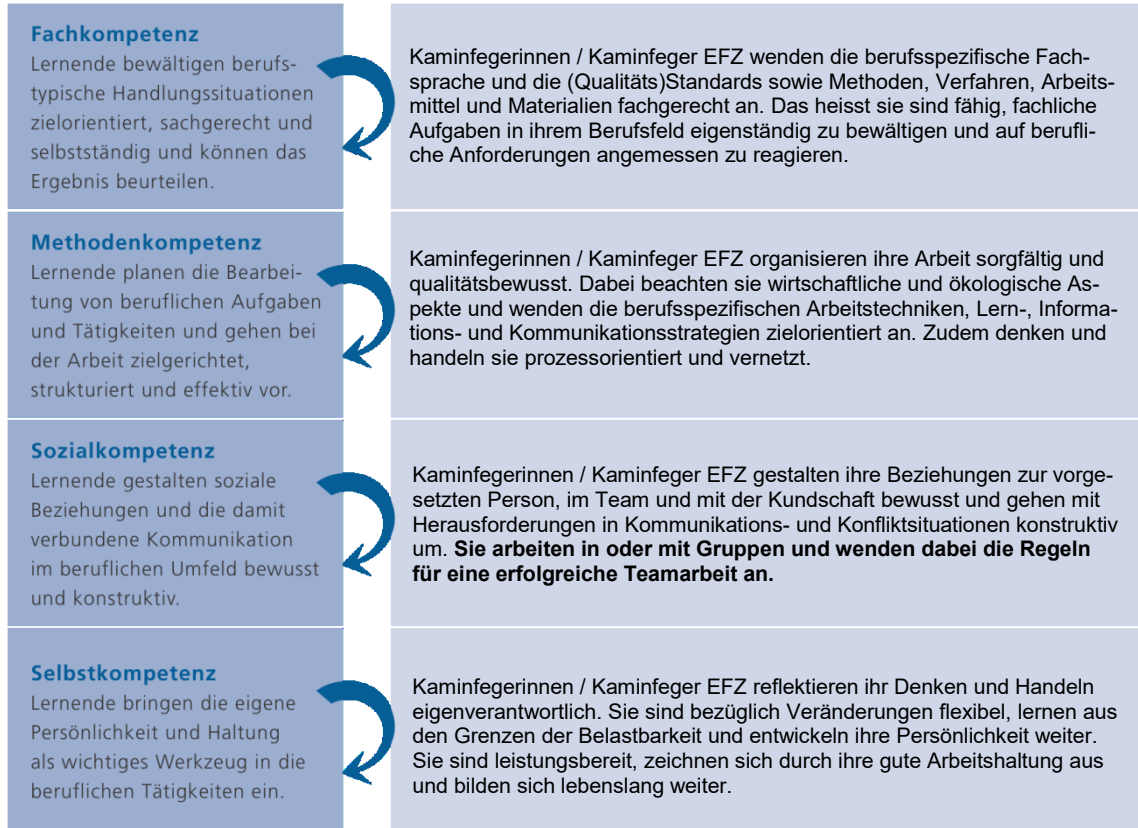 Fachkompetenz
Lernende bewältigen berufs-
typische Handlungssituationen
zielorientiert, sachgerecht und
selbstständig und können das
Ergebnis beurteilen.
Kaminfegerinnen / Kaminfeger EFZ wenden die berufsspezifische Fach-
sprache und die (Qualitäts)Standards sowie Methoden, Verfahren, Arbeits-
mittel und Materialien fachgerecht an. Das heisst sie sind fähig, fachliche
Aufgaben in ihrem Berufsfeld eigenständig zu bewältigen und auf berufli-
che Anforderungen angemessen zu reagieren.
Methodenkompetenz
Lernende planen die Bearbei-
tung von beruflichen Aufgaben
und Tätigkeiten und gehen bei
der Arbeit zielgerichtet,
strukturiert und effektiv vor.
Kaminfegerinnen / Kaminfeger EFZ organisieren ihre Arbeit sorgfältig und
qualitätsbewusst. Dabei beachten sie wirtschaftliche und ökologische As-
pekte und wenden die berufsspezifischen Arbeitstechniken, Lern-, Informa-
tions- und Kommunikationsstrategien zielorientiert an. Zudem denken und
handeln sie prozessorientiert und vernetzt.
Sozialkompetenz
Lernende gestalten soziale
Beziehungen und die damit
verbundene Kommunikation
im beruflichen Umfeld bewusst
und konstruktiv.
Kaminfegerinnen / Kaminfeger EFZ gestalten ihre Beziehungen zur vorge-
setzten Person, im Team und mit der Kundschaft bewusst und gehen mit
Herausforderungen in Kommunikations- und Konfliktsituationen konstruktiv
um. Sie arbeiten in oder mit Gruppen und wenden dabei die Regeln
für eine erfolgreiche Teamarbeit an.
Selbstkompetenz
Lernende bringen die eigene
Persönlichkeit und Haltung
als wichtiges Werkzeug in die
beruflichen Tätigkeiten ein.
Kaminfegerinnen / Kaminfeger EFZ reflektieren ihr Denken und Handeln
eigenverantwortlich. Sie sind bezüglich Veränderungen flexibel, lernen aus
den Grenzen der Belastbarkeit und entwickeln ihre Persönlichkeit weiter.
Sie sind leistungsbereit, zeichnen sich durch ihre gute Arbeitshaltung aus
und bilden sich lebenslang weiter.